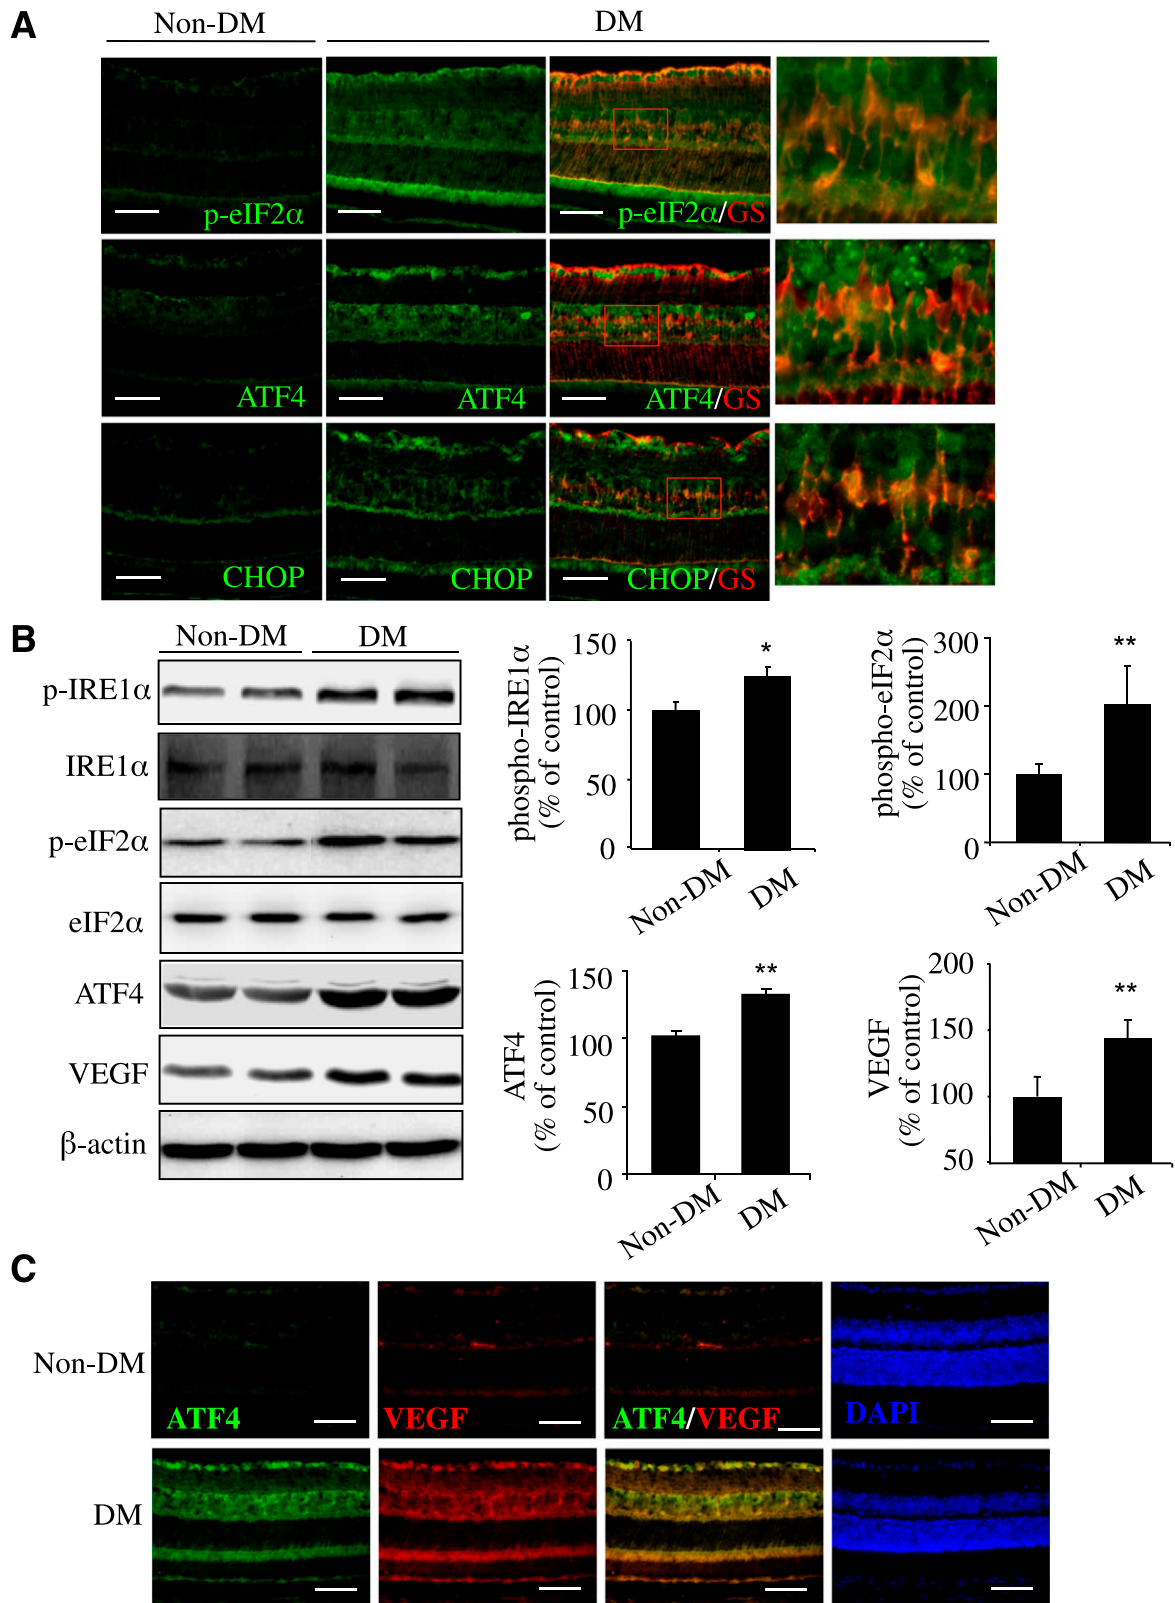 A
Non-DM
DM
p-eIF2α
p-eIF2α/GS
ATF4
ATF4
ATF4/GS
CHOP
CHOP
CHOP/GS
B
Non-DM
DM
p-IRE1α
IRE1α
p-eIF2α
eIF2α
ATF4
VEGF
β-actin
phospho-IRE1α
(% of control)
150
100
50
0
*
Non-DM
DM
phospho-eIF2α
(% of control)
300
200
100
0
**
Non-DM
DM
ATF4
(% of control)
150
100
50
0
**
Non-DM
DM
VEGF
(% of control)
200
150
100
50
**
Non-DM
DM
C
Non-DM
ATF4
VEGF
ATF4/VEGF
DAPI
DM